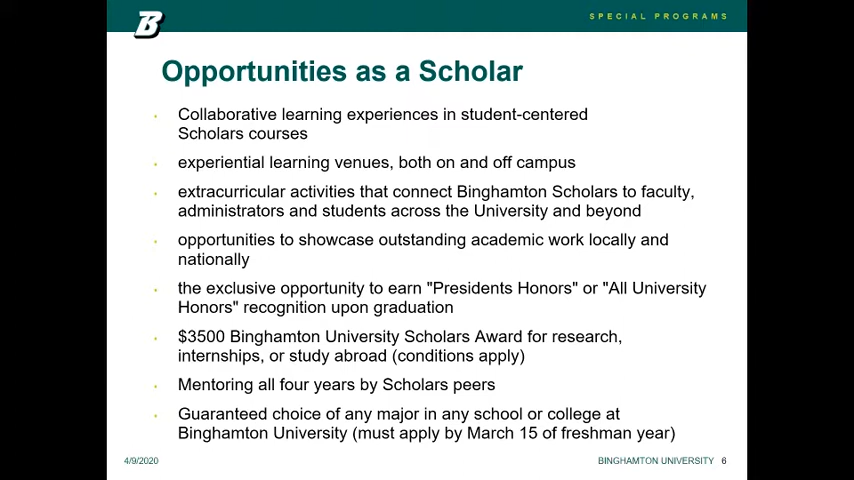 B
SPECIAL PROGRAMS
Opportunities as a Scholar
Collaborative learning experiences in student-centered
Scholars courses
experiential learning venues, both on and off campus
extracurricular activities that connect Binghamton Scholars to faculty,
administrators and students across the University and beyond
opportunities to showcase outstanding academic work locally and
nationally
the exclusive opportunity to earn "Presidents Honors" or "All University
Honors" recognition upon graduation
$3500 Binghamton University Scholars Award for research,
internships, or study abroad (conditions apply)
Mentoring all four years by Scholars peers
Guaranteed choice of any major in any school or college at
Binghamton University (must apply by March 15 of freshman year)
4/9/2020
BINGHAMTON UNIVERSITY 6